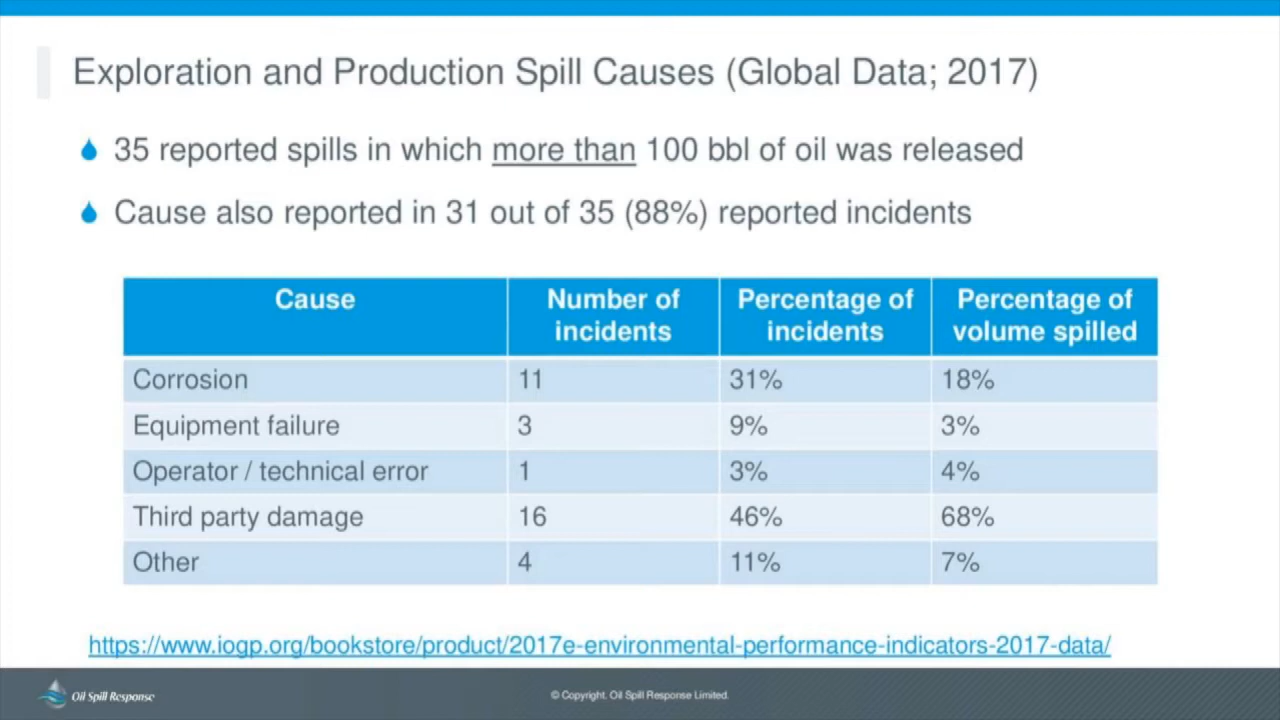 Exploration and Production Spill Causes (Global Data; 2017)
35 reported spills in which more than 100 bbl of oil was released
Cause also reported in 31 out of 35 (88%) reported incidents
Cause Number of incidents Percentage of incidents Percentage of volume spilled
Corrosion 11 31% 18%
Equipment failure 3 9% 3%
Operator / technical error 1 3% 4%
Third party damage 16 46% 68%
Other 4 11% 7%
https://www.iogp.org/bookstore/product/2017e-environmental-performance-indicators-2017-data/
Oil Spill Response
© Copyright. Oil Spill Response Limited.